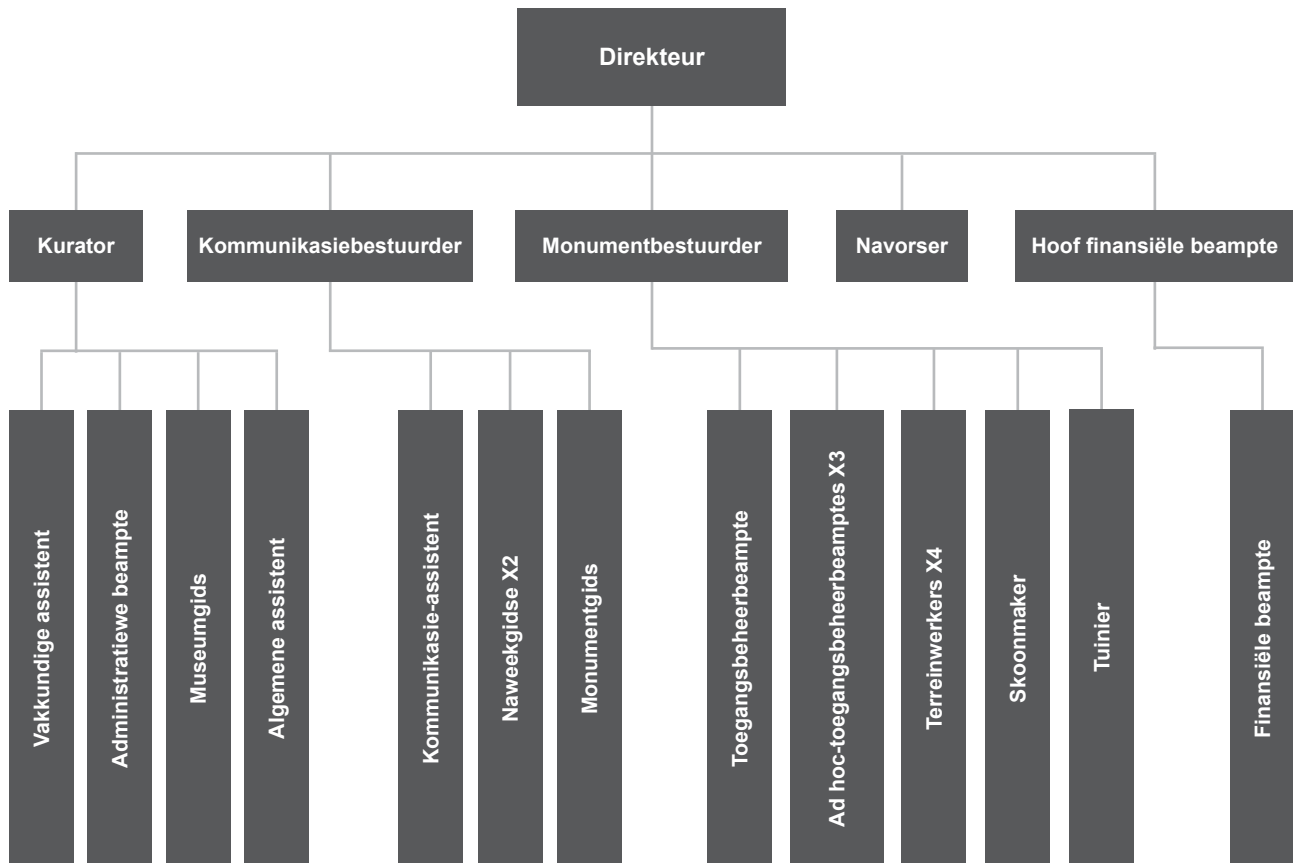 Direkteur
Kurator
Kommunikasiebestuurder
Monumentbestuurder
Navorser
Hoof finansiële beampte
Vakkundige assistent
Administratiewe beampte
Museumgids
Algemene assistent
Kommunikasie-assistent
Naweekgidse X2
Monumentgids
Toegangsbeheerbeampte
Ad hoc-toegangsbeheerbeamptes X3
Terreinwerkers X4
Skoonmaker
Tuinier
Finansiële beampte